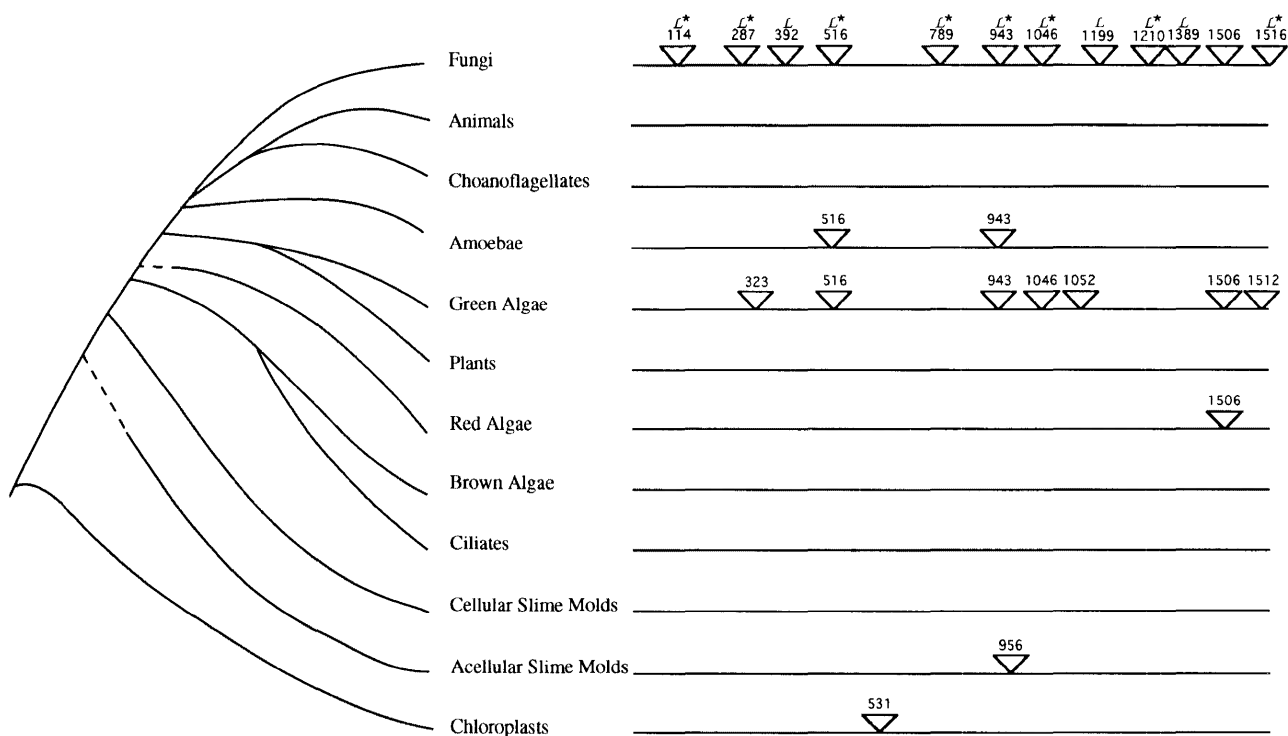 ℒ* ℒ* ℒ ℒ* ℒ* ℒ* ℒ* ℒ ℒ* ℒ ℒ*
114 287 392 516 789 943 1046 1199 1210 1389 1506 1516
Fungi
Animals
Choanoflagellates
516 943
Amoebae
323 516 943 1046 1052 1506 1512
Green Algae
Plants
1506
Red Algae
Brown Algae
Ciliates
Cellular Slime Molds
956
Acellular Slime Molds
531
Chloroplasts